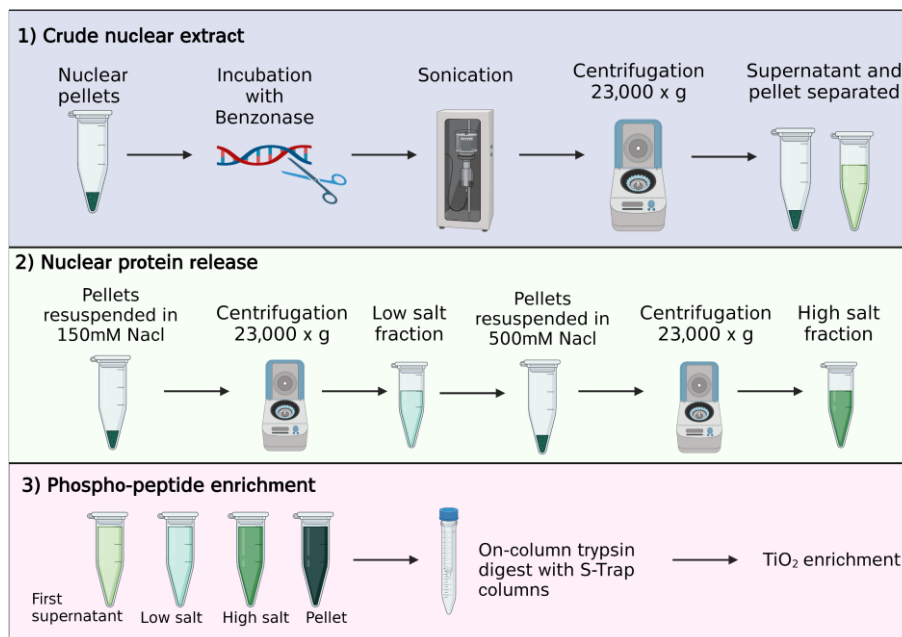 1) Crude nuclear extract
Nuclear
pellets
Incubation
with
Benzonase
Sonication
Centrifugation
23,000 x g
Supernatant and
pellet separated
2) Nuclear protein release
Pellets
resuspended in
150mM Nacl
Centrifugation
23,000 x g
Low salt
fraction
Pellets
resuspended in
500mM Nacl
Centrifugation
23,000 x g
High salt
fraction
3) Phospho-peptide enrichment
First
supernatant
Low salt
High salt
Pellet
On-column trypsin
digest with S-Trap
columns
TiO₂ enrichment